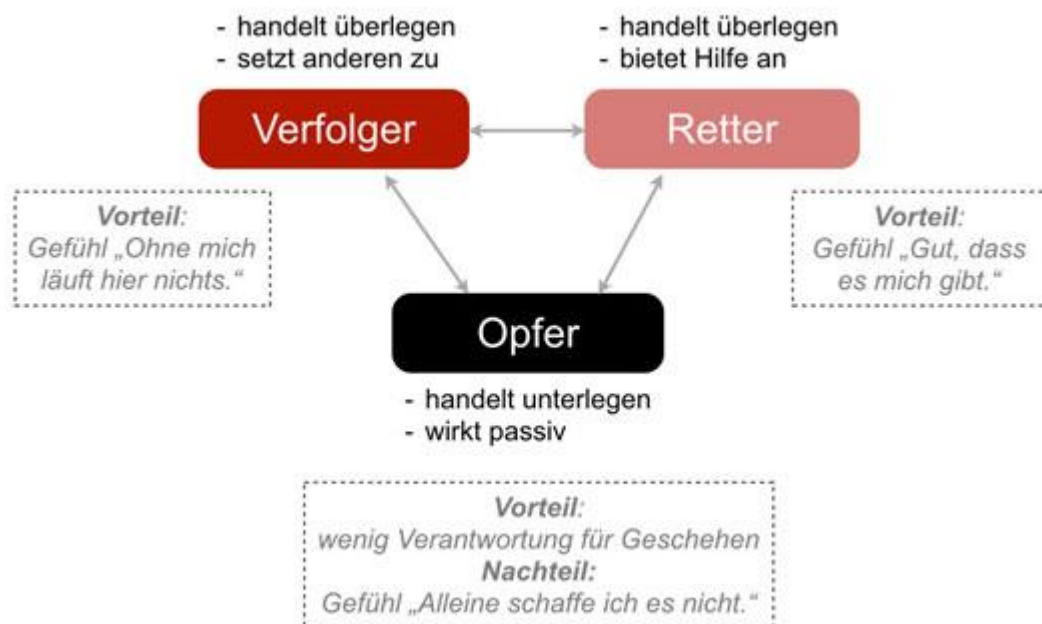 - handelt überlegen
- setzt anderen zu
- handelt überlegen
- bietet Hilfe an
Verfolger
Retter
Vorteil:
Gefühl „Ohne mich
läuft hier nichts.“
Vorteil:
Gefühl „Gut, dass
es mich gibt.“
Opfer
- handelt unterlegen
- wirkt passiv
Vorteil:
wenig Verantwortung für Geschehen
Nachteil:
Gefühl „Alleine schaffe ich es nicht.“